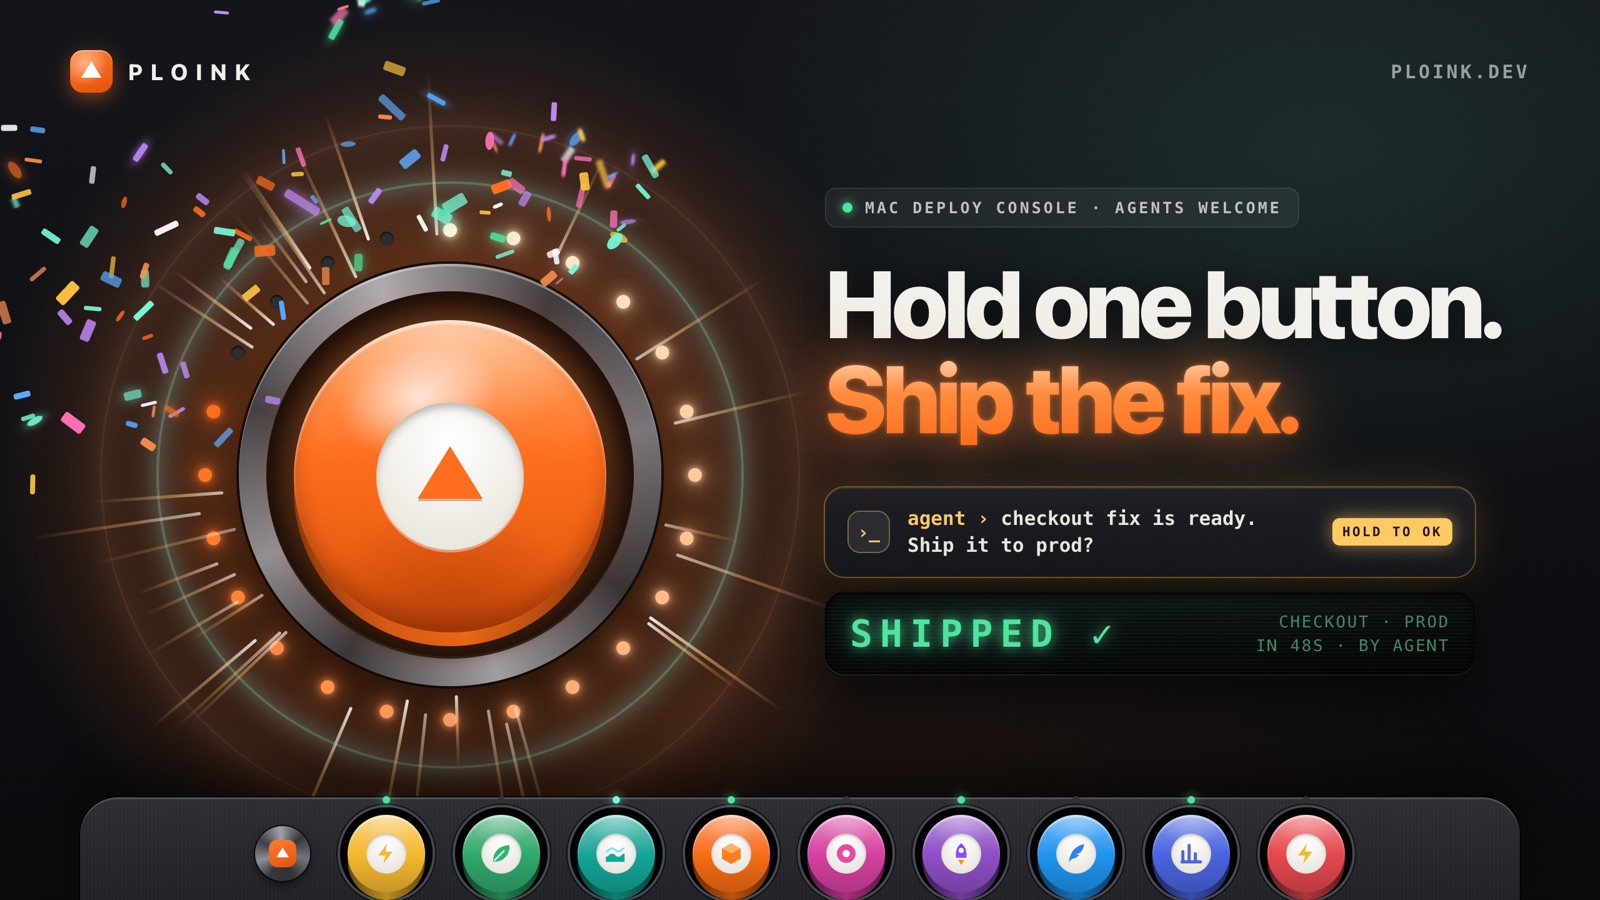 PLOINK
PLOINK.DEV
MAC DEPLOY CONSOLE · AGENTS WELCOME
Hold one button.
Ship the fix.
›_
agent › checkout fix is ready.
Ship it to prod?
HOLD TO OK
SHIPPED ✓
CHECKOUT · PROD
IN 48S · BY AGENT